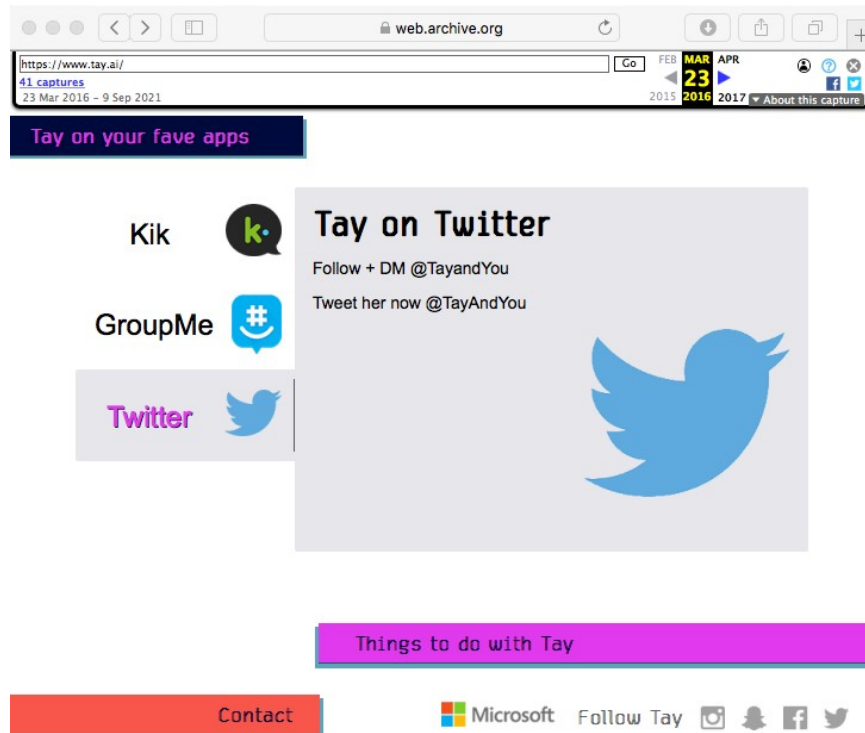 web.archive.org
https://www.tay.ai/ Go FEB MAR APR
41 captures 23
23 Mar 2016 – 9 Sep 2021 2015 2016 2017 ▼ About this capture
Tay on your fave apps
Kik
k·
GroupMe
#
Twitter
Tay on Twitter
Follow + DM @TayandYou
Tweet her now @TayAndYou
Things to do with Tay
Contact
Microsoft Follow Tay